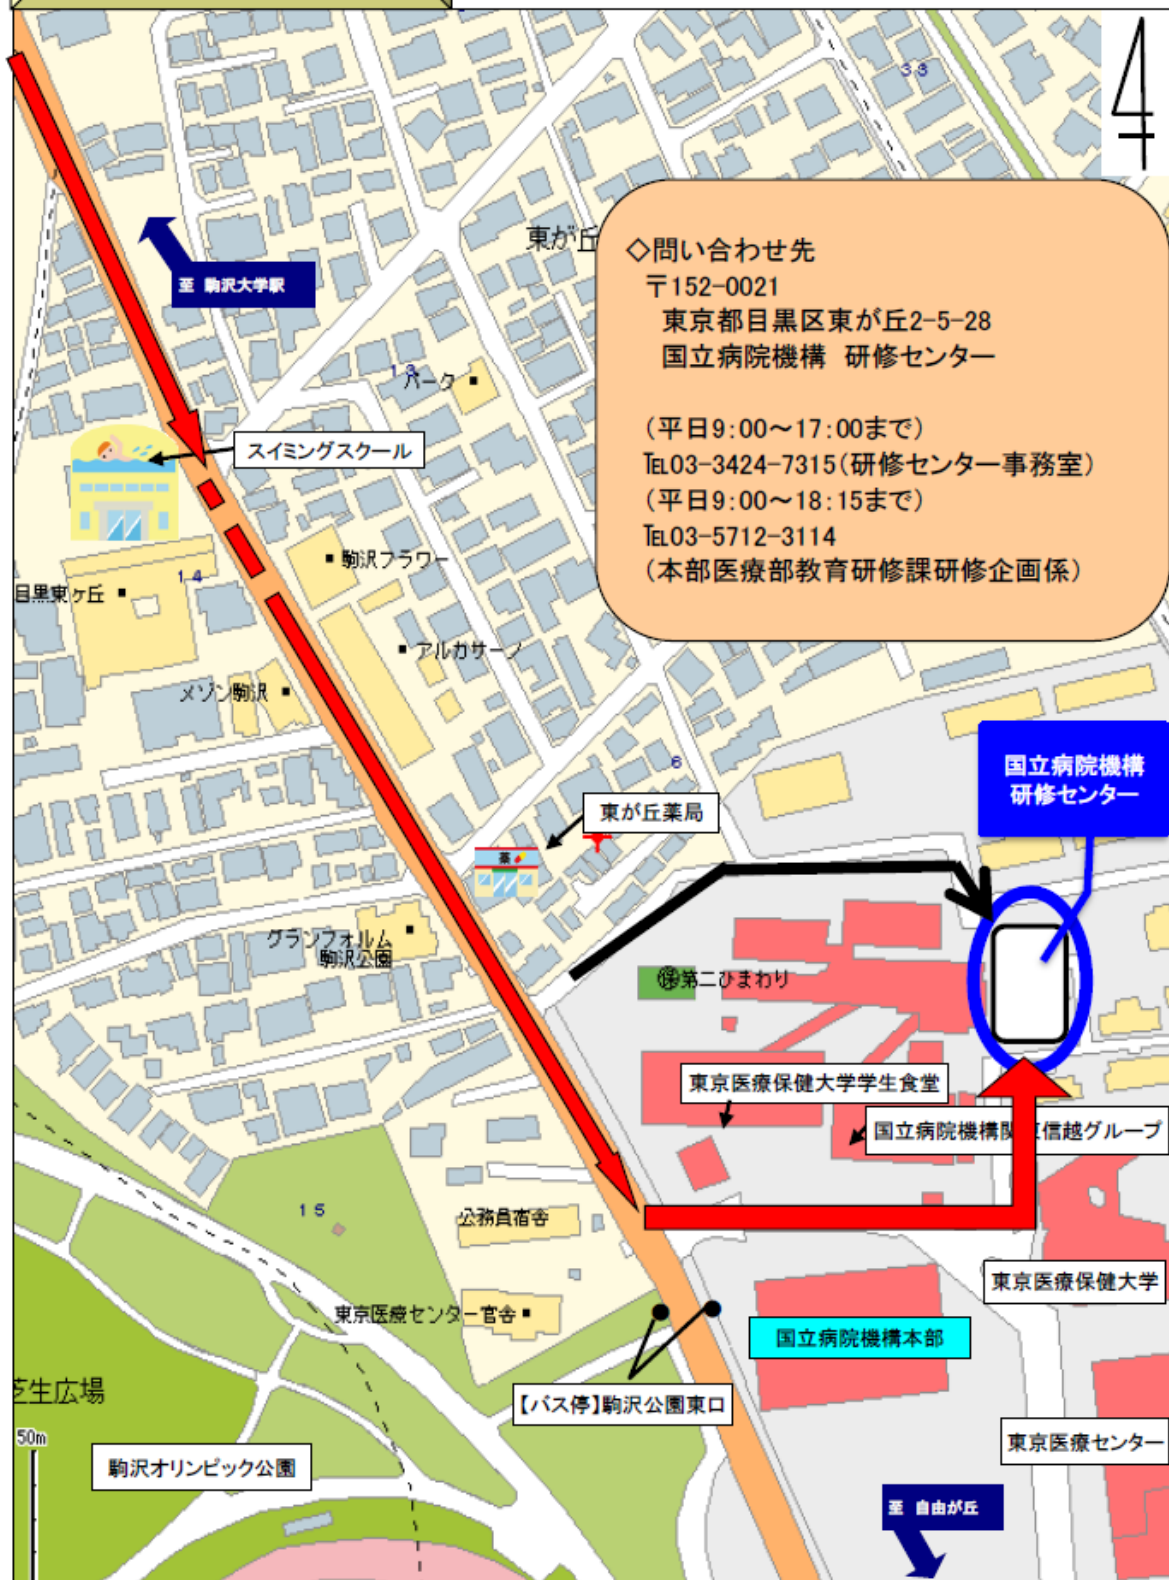 4
33
東が丘
至 駒沢大学駅
◇問い合わせ先
〒152-0021
東京都目黒区東が丘2-5-28
国立病院機構 研修センター
(平日9:00～17:00まで)
℡03-3424-7315(研修センター事務室)
(平日9:00～18:15まで)
℡03-5712-3114
(本部医療部教育研修課研修企画係)
13
パータ
スイミングスクール
駒沢フラワー
14
目黒東ヶ丘
アルカサーノ
メゾン駒沢
国立病院機構
研修センター
6
東が丘薬局
薬
グランフォルム
駒沢公園
保第二ひまわり
東京医療保健大学学生食堂
国立病院機構関東信越グループ
15
公務員宿舎
東京医療保健大学
東京医療センター官舎
国立病院機構本部
芝生広場
【バス停】駒沢公園東口
50m
東京医療センター
駒沢オリンピック公園
至 自由が丘